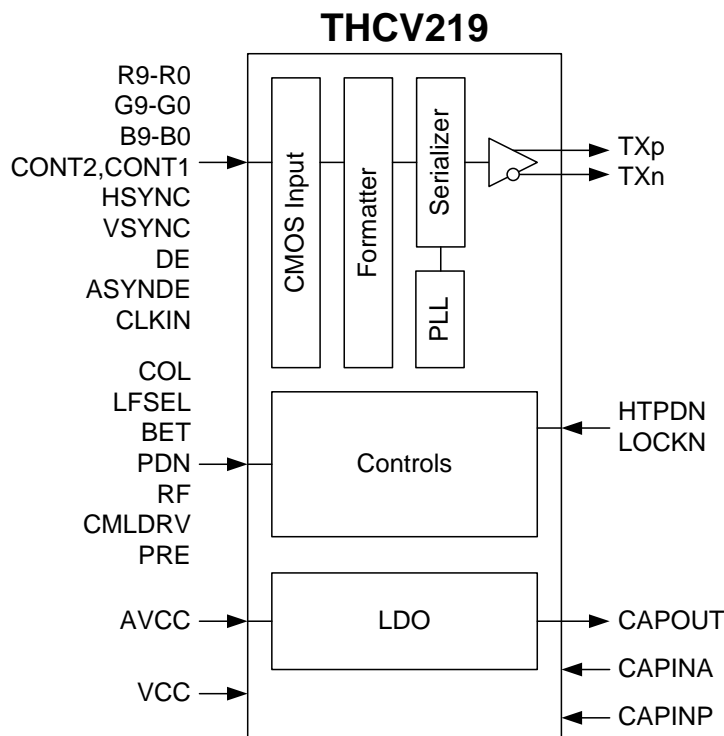 THCV219
R9-R0
G9-G0
B9-B0
CONT2,CONT1
HSYNC
VSYNC
DE
ASYNDE
CLKIN
CMOS Input
Formatter
Serializer
PLL
TXp
TXn
COL
LFSEL
BET
PDN
RF
CMLDRV
PRE
Controls
HTPDN
LOCKN
AVCC
LDO
CAPOUT
CAPINA
VCC
CAPINP